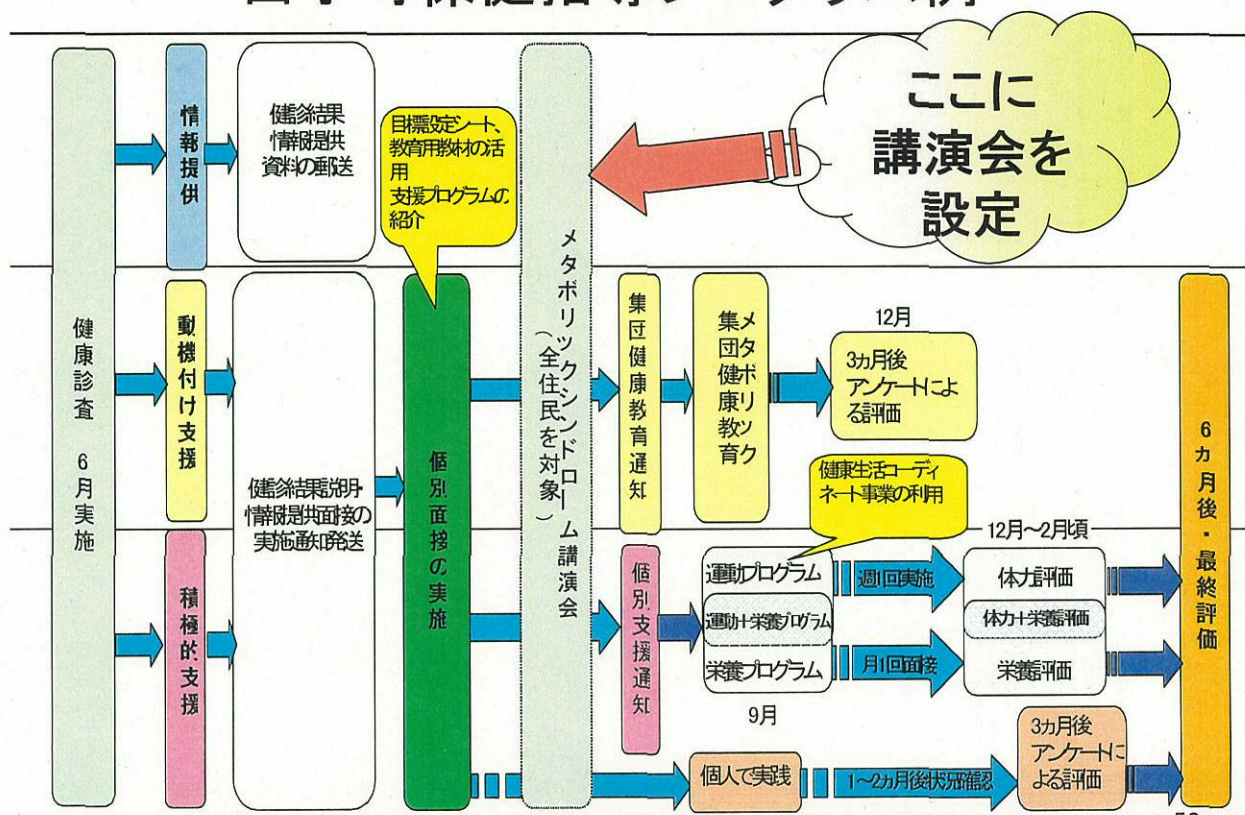 健康診査 6月実施
情報提供
健診結果
情報提供
資料の郵送
目標設定シート、
教育用教材の活
用
支援プログラムの
紹介
メタボリックシンドローム講演会
(全住民を対象)
ここに
講演会を
設定
動機付け支援
積極的支援
健診結果説明・
情報提供面接の
実施通知発送
個別面接の実施
集団健康教育通知
メタボリック
集団健康教育
12月
3カ月後
アンケートによ
る評価
健康生活コーディ
ネート事業の利用
個別支援通知
運動プログラム
運動+栄養プログラム
栄養プログラム
9月
週1回実施
月1回面接
12月~2月頃
体力評価
体力+栄養評価
栄養評価
個人で実践
1~2カ月後状況確認
3カ月後
アンケートに
よる評価
6カ月後・最終評価